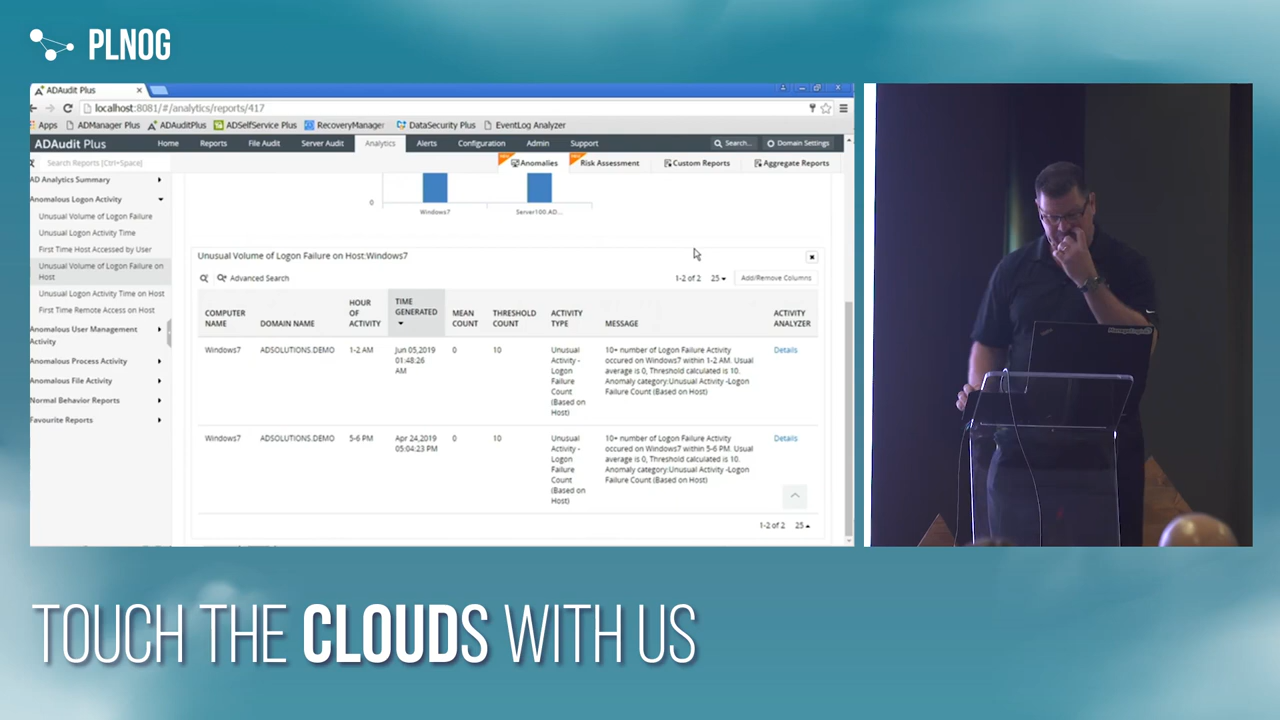 PLNOG
ADAudit Plus
localhost:8081/#/analytics/reports/417
Apps ADManager Plus ADAuditPlus ADSelfService Plus RecoveryManager DataSecurity Plus EventLog Analyzer
ADAudit Plus Home Reports File Audit Server Audit Analytics Alerts Configuration Admin Support Search... Domain Settings
Search Reports [Ctrl+Space] Anomalies Risk Assessment Custom Reports Aggregate Reports
AD Analytics Summary
Anomalous Logon Activity
Unusual Volume of Logon Failure
Unusual Logon Activity Time
First Time Host Accessed by User
Unusual Volume of Logon Failure on
Host
Unusual Logon Activity Time on Host
First Time Remote Access on Host
Anomalous User Management
Activity
Anomalous Process Activity
Anomalous File Activity
Normal Behavior Reports
Favourite Reports
0
Windows7 Server100.AD...
Unusual Volume of Logon Failure on Host:Windows7
Advanced Search 1-2 of 2 25 Add/Remove Columns
COMPUTER
NAME
DOMAIN NAME
HOUR
OF
ACTIVITY
TIME
GENERATED
MEAN
COUNT
THRESHOLD
COUNT
ACTIVITY
TYPE
MESSAGE
ACTIVITY
ANALYZER
Windows7
ADSOLUTIONS.DEMO
1-2 AM
Jun 05,2019
01:48:26
AM
0
10
Unusual
Activity -
Logon
Failure
Count
(Based on
Host)
10+ number of Logon Failure Activity
occured on Windows7 within 1-2 AM. Usual
average is 0, Threshold calculated is 10.
Anomaly category:Unusual Activity -Logon
Failure Count (Based on Host)
Details
Windows7
ADSOLUTIONS.DEMO
5-6 PM
Apr 24,2019
05:04:23 PM
0
10
Unusual
Activity -
Logon
Failure
Count
(Based on
Host)
10+ number of Logon Failure Activity
occured on Windows7 within 5-6 PM. Usual
average is 0, Threshold calculated is 10.
Anomaly category:Unusual Activity -Logon
Failure Count (Based on Host)
Details
1-2 of 2 25
TOUCH THE CLOUDS WITH US